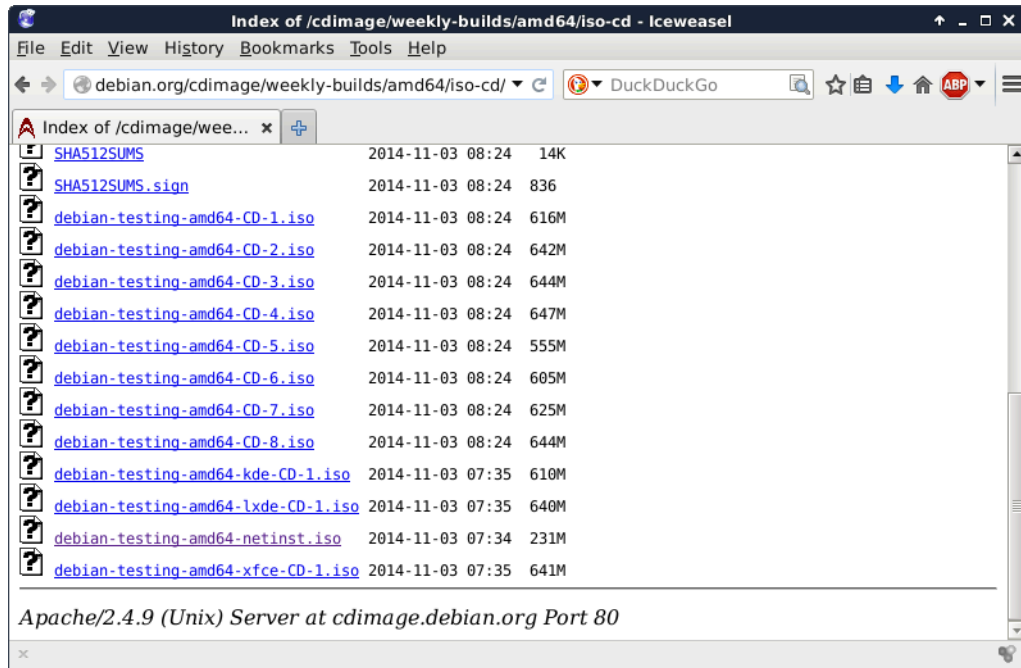 Index of /cdimage/weekly-builds/amd64/iso-cd - Iceweasel
File Edit View History Bookmarks Tools Help
debian.org/cdimage/weekly-builds/amd64/iso-cd/ DuckDuckGo ABP
Index of /cdimage/wee...
SHA512SUMS 2014-11-03 08:24 14K
SHA512SUMS.sign 2014-11-03 08:24 836
debian-testing-amd64-CD-1.iso 2014-11-03 08:24 616M
debian-testing-amd64-CD-2.iso 2014-11-03 08:24 642M
debian-testing-amd64-CD-3.iso 2014-11-03 08:24 644M
debian-testing-amd64-CD-4.iso 2014-11-03 08:24 647M
debian-testing-amd64-CD-5.iso 2014-11-03 08:24 555M
debian-testing-amd64-CD-6.iso 2014-11-03 08:24 605M
debian-testing-amd64-CD-7.iso 2014-11-03 08:24 625M
debian-testing-amd64-CD-8.iso 2014-11-03 08:24 644M
debian-testing-amd64-kde-CD-1.iso 2014-11-03 07:35 610M
debian-testing-amd64-lxde-CD-1.iso 2014-11-03 07:35 640M
debian-testing-amd64-netinst.iso 2014-11-03 07:34 231M
debian-testing-amd64-xfce-CD-1.iso 2014-11-03 07:35 641M
Apache/2.4.9 (Unix) Server at cdimage.debian.org Port 80